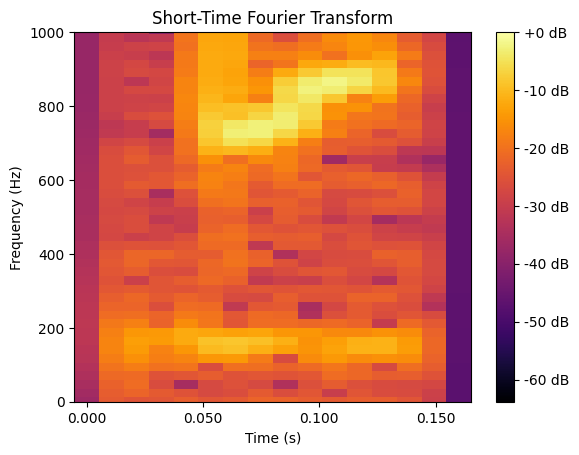 Short-Time Fourier Transform
1000
800
600
400
200
0
Frequency (Hz)
0.000
0.050
0.100
0.150
Time (s)
+0 dB
-10 dB
-20 dB
-30 dB
-40 dB
-50 dB
-60 dB